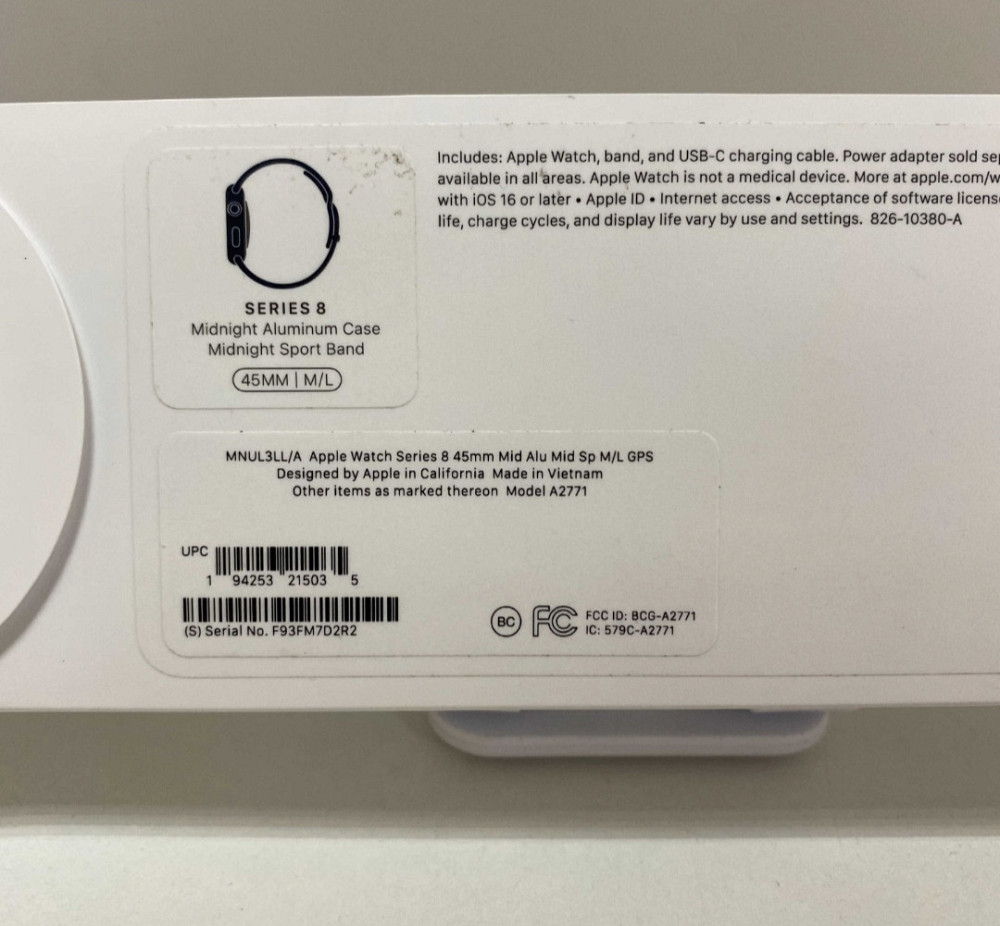 Includes: Apple Watch, band, and USB-C charging cable. Power adapter sold
available in all areas. Apple Watch is not a medical device. More at
with iOS 16 or later • Apple ID • Internet access • Acceptance of software
life, charge cycles, and display life vary by use and settings. 826-10380-A
SERIES 8
Midnight Aluminum Case
Midnight Sport Band
45MM | M/L
MNUL3LL/A Apple Watch Series 8 45mm Mid Alu Mid Sp M/L GPS
Designed by Apple in California Made in Vietnam
Other items as marked thereon Model A2771
UPC
1 94253 21503 5
(S) Serial No. F93FM7D2R2
BC FC FCC ID: BCG-A2771
IC: 579C-A2771